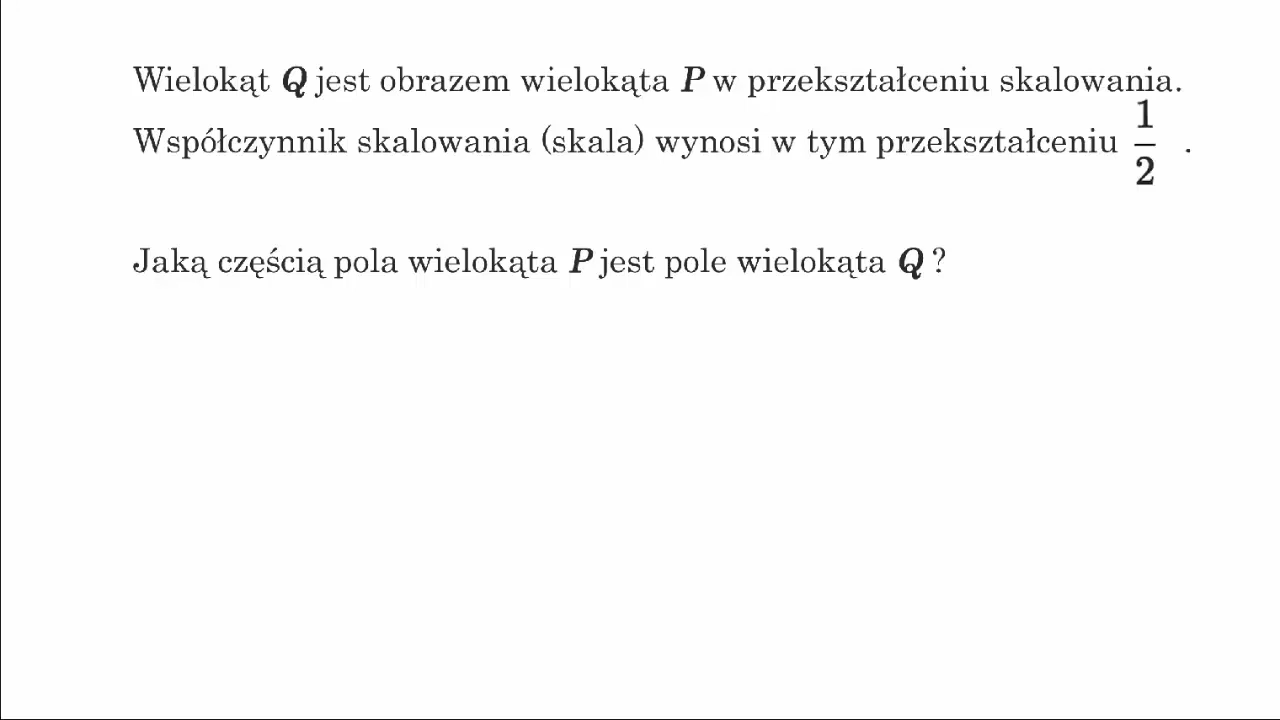 Wielokąt Q jest obrazem wielokąta P w przekształceniu skalowania.
Współczynnik skalowania (skala) wynosi w tym przekształceniu 1/2 .
Jaką częścią pola wielokąta P jest pole wielokąta Q ?